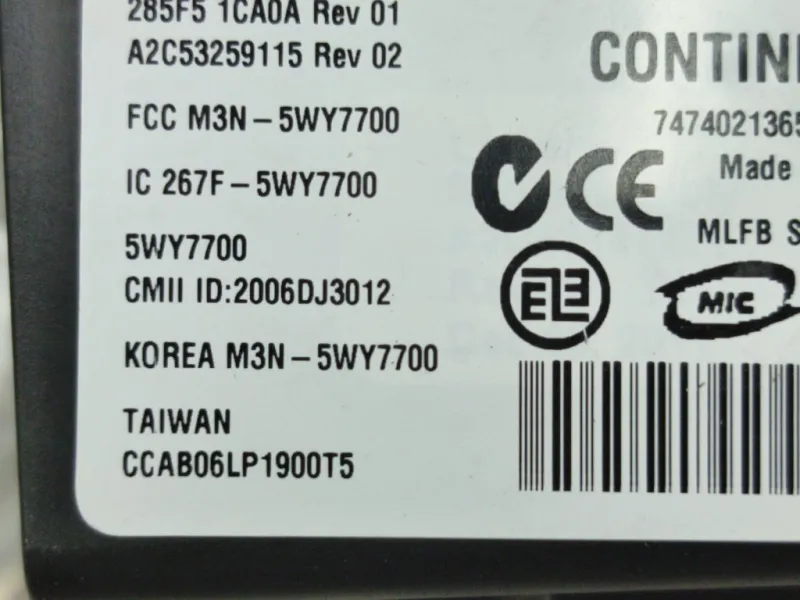 285F5 1CA0A Rev 01
A2C53259115 Rev 02
FCC M3N-5WY7700
IC 267F-5WY7700
5WY7700
CMII ID:2006DJ3012
KOREA M3N-5WY7700
TAIWAN
CCAB06LP1900T5
CONTIN
7474021365
Made
CE
MLFB S
MIC